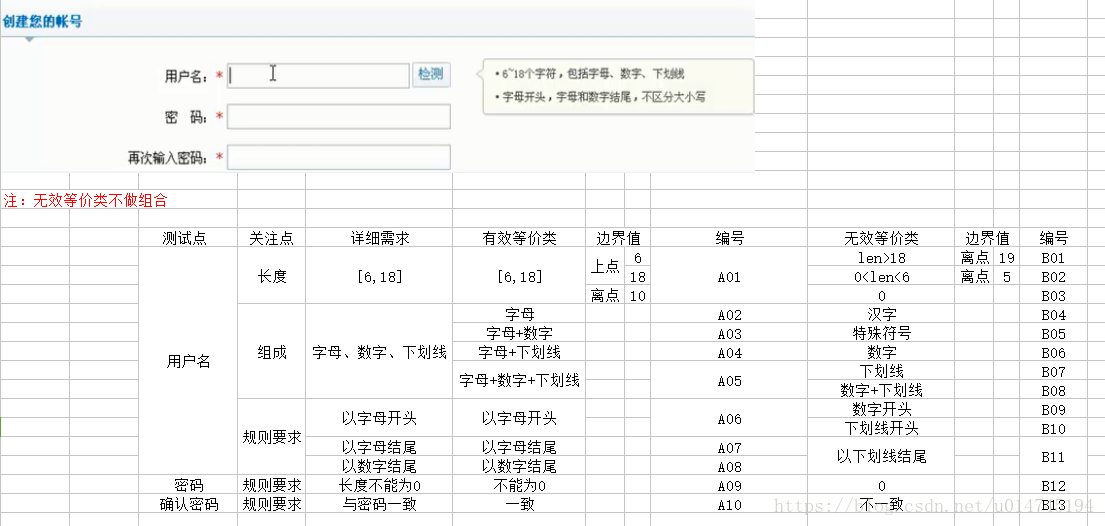 创建您的帐号
用户名：* 检测
• 6~18个字符，包括字母、数字、下划线
• 字母开头，字母和数字结尾，不区分大小写
密 码：*
再次输入密码：*
注：无效等价类不做组合
测试点 关注点 详细需求 有效等价类 边界值 编号 无效等价类 边界值 编号
用户名 长度 [6,18] [6,18] 上点 6 18 离点 10 A01
len>18 离点 19 B01
0<len<6 离点 5 B02
0 B03
组成 字母、数字、下划线 字母 A02 汉字 B04
字母+数字 A03 特殊符号 B05
字母+下划线 A04 数字 B06
字母+数字+下划线 A05 下划线 B07
数字+下划线 B08
规则要求 以字母开头 以字母开头 A06 数字开头 B09
下划线开头 B10
以字母结尾 以字母结尾 A07 以下划线结尾 B11
以数字结尾 以数字结尾 A08
密码 规则要求 长度不能为0 不能为0 A09 0 B12
确认密码 规则要求 与密码一致 一致 A10 不一致 B13